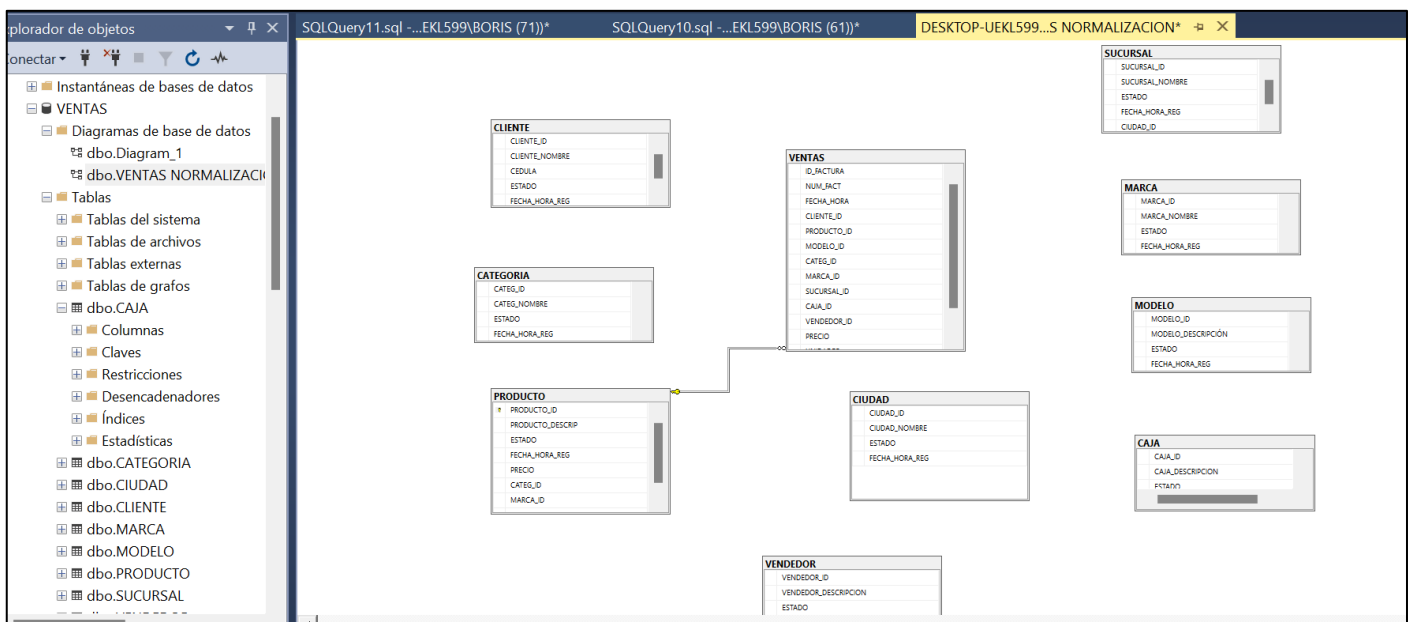 plorador de objetos
SQLQuery11.sql -...EKL599\BORIS (71))*
SQLQuery10.sql -...EKL599\BORIS (61))*
DESKTOP-UEKL599...S NORMALIZACION*
onectar
Instantáneas de bases de datos
VENTAS
Diagramas de base de datos
dbo.Diagram_1
dbo.VENTAS NORMALIZACI
Tablas
Tablas del sistema
Tablas de archivos
Tablas externas
Tablas de grafos
dbo.CAJA
Columnas
Claves
Restricciones
Desencadenadores
Índices
Estadísticas
dbo.CATEGORIA
dbo.CIUDAD
dbo.CLIENTE
dbo.MARCA
dbo.MODELO
dbo.PRODUCTO
dbo.SUCURSAL
CLIENTE
CLIENTE_ID
CLIENTE_NOMBRE
CEDULA
ESTADO
FECHA_HORA_REG
CATEGORIA
CATEG_ID
CATEG_NOMBRE
ESTADO
FECHA_HORA_REG
PRODUCTO
PRODUCTO_ID
PRODUCTO_DESCRIP
ESTADO
FECHA_HORA_REG
PRECIO
CATEG_ID
MARCA_ID
VENTAS
ID_FACTURA
NUM_FACT
FECHA_HORA
CLIENTE_ID
PRODUCTO_ID
MODELO_ID
CATEG_ID
MARCA_ID
SUCURSAL_ID
CAJA_ID
VENDEDOR_ID
PRECIO
CIUDAD
CIUDAD_ID
CIUDAD_NOMBRE
ESTADO
FECHA_HORA_REG
VENDEDOR
VENDEDOR_ID
VENDEDOR_DESCRIPCION
ESTADO
SUCURSAL
SUCURSAL_ID
SUCURSAL_NOMBRE
ESTADO
FECHA_HORA_REG
CIUDAD_ID
MARCA
MARCA_ID
MARCA_NOMBRE
ESTADO
FECHA_HORA_REG
MODELO
MODELO_ID
MODELO_DESCRIPCIÓN
ESTADO
FECHA_HORA_REG
CAJA
CAJA_ID
CAJA_DESCRIPCION
ESTADO